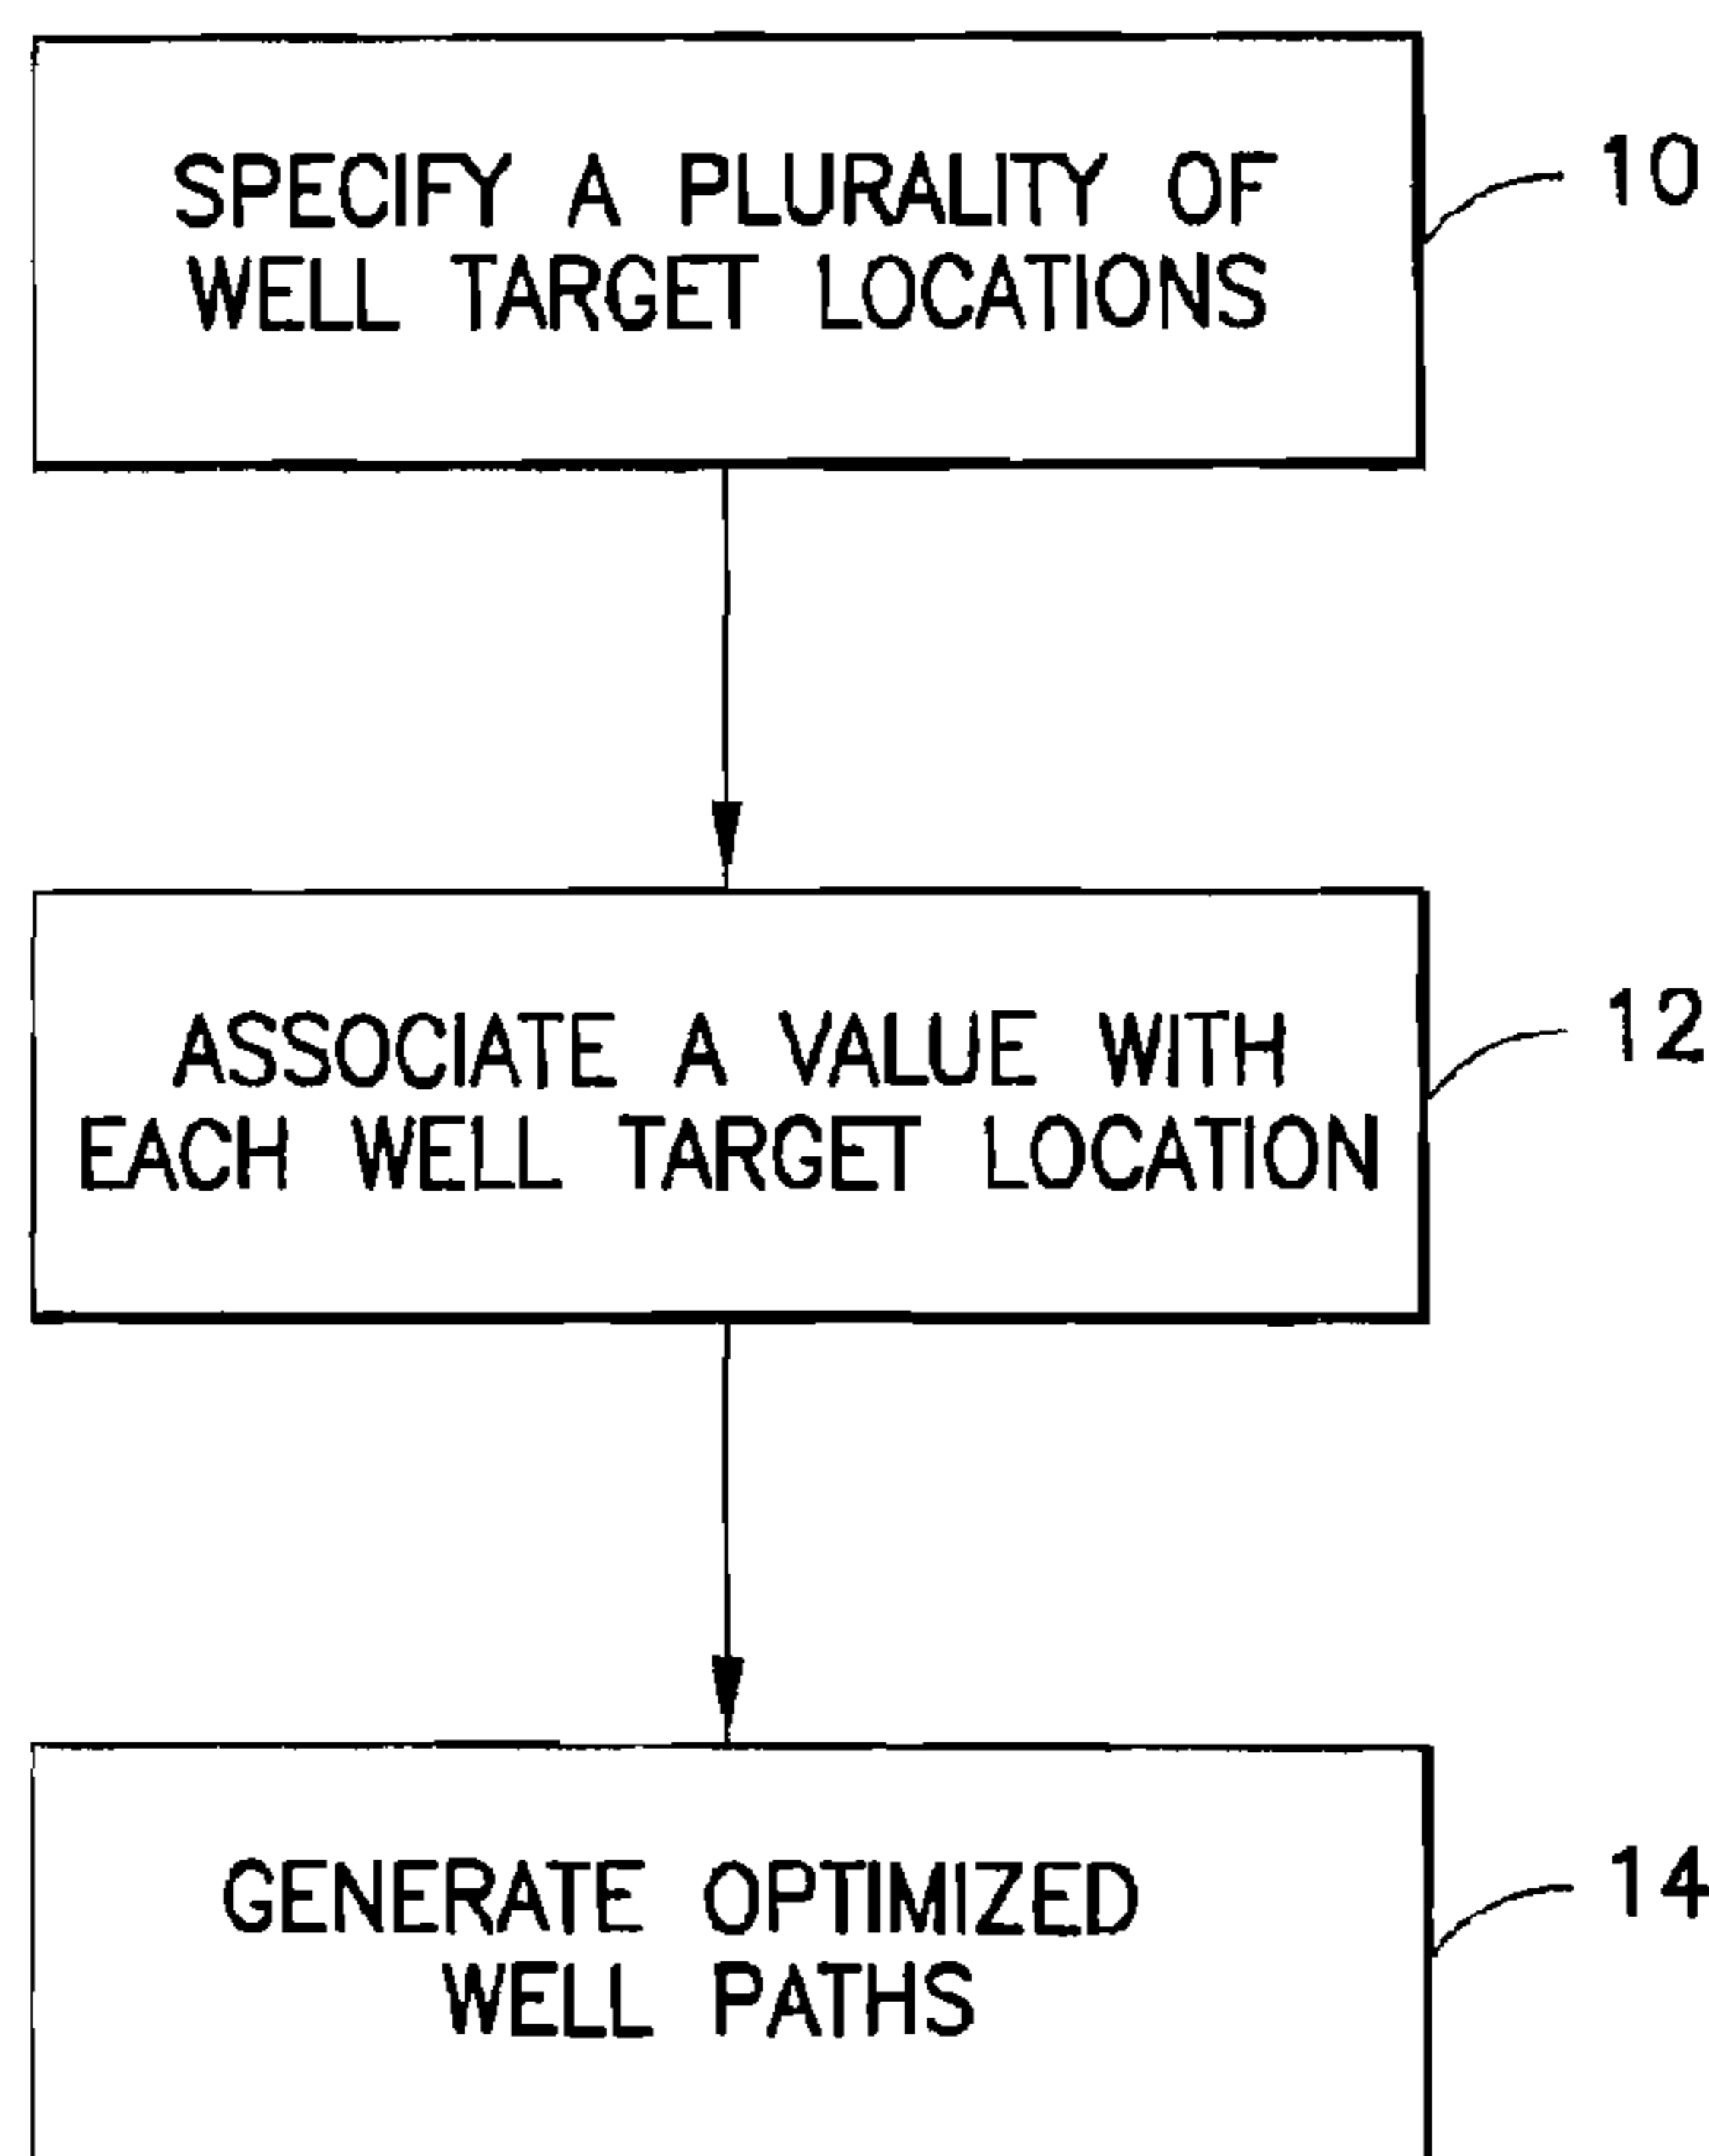 SPECIFY A PLURALITY OF
WELL TARGET LOCATIONS
10
ASSOCIATE A VALUE WITH
EACH WELL TARGET LOCATION
12
GENERATE OPTIMIZED
WELL PATHS
14